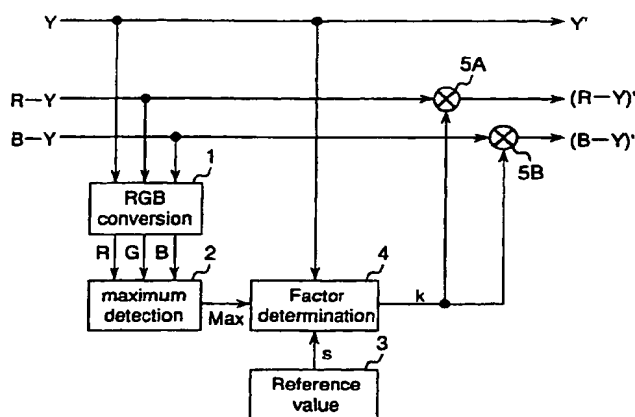 Y
Y'
5A
R—Y
(R—Y)'
B—Y
(B—Y)'
5B
1
RGB
conversion
R
G
B
2
4
maximum
detection
Max
Factor
determination
k
s
3
Reference
value